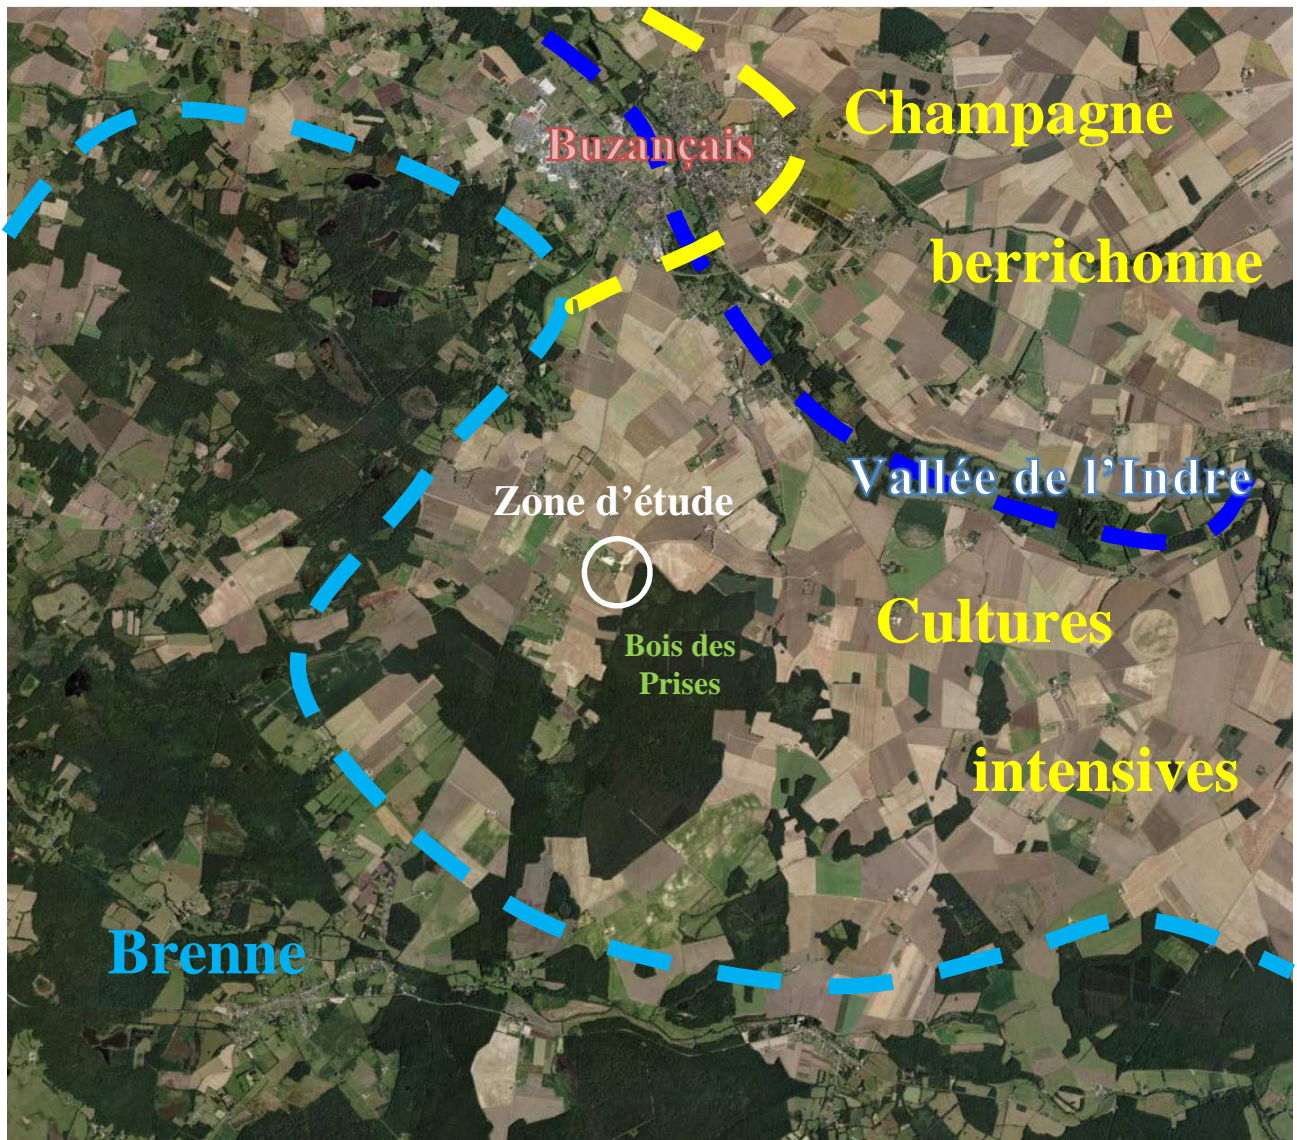 Champagne
Buzançais
berrichonne
Vallée de l’Indre
Zone d’étude
Cultures
Bois des
Prises
intensives
Brenne